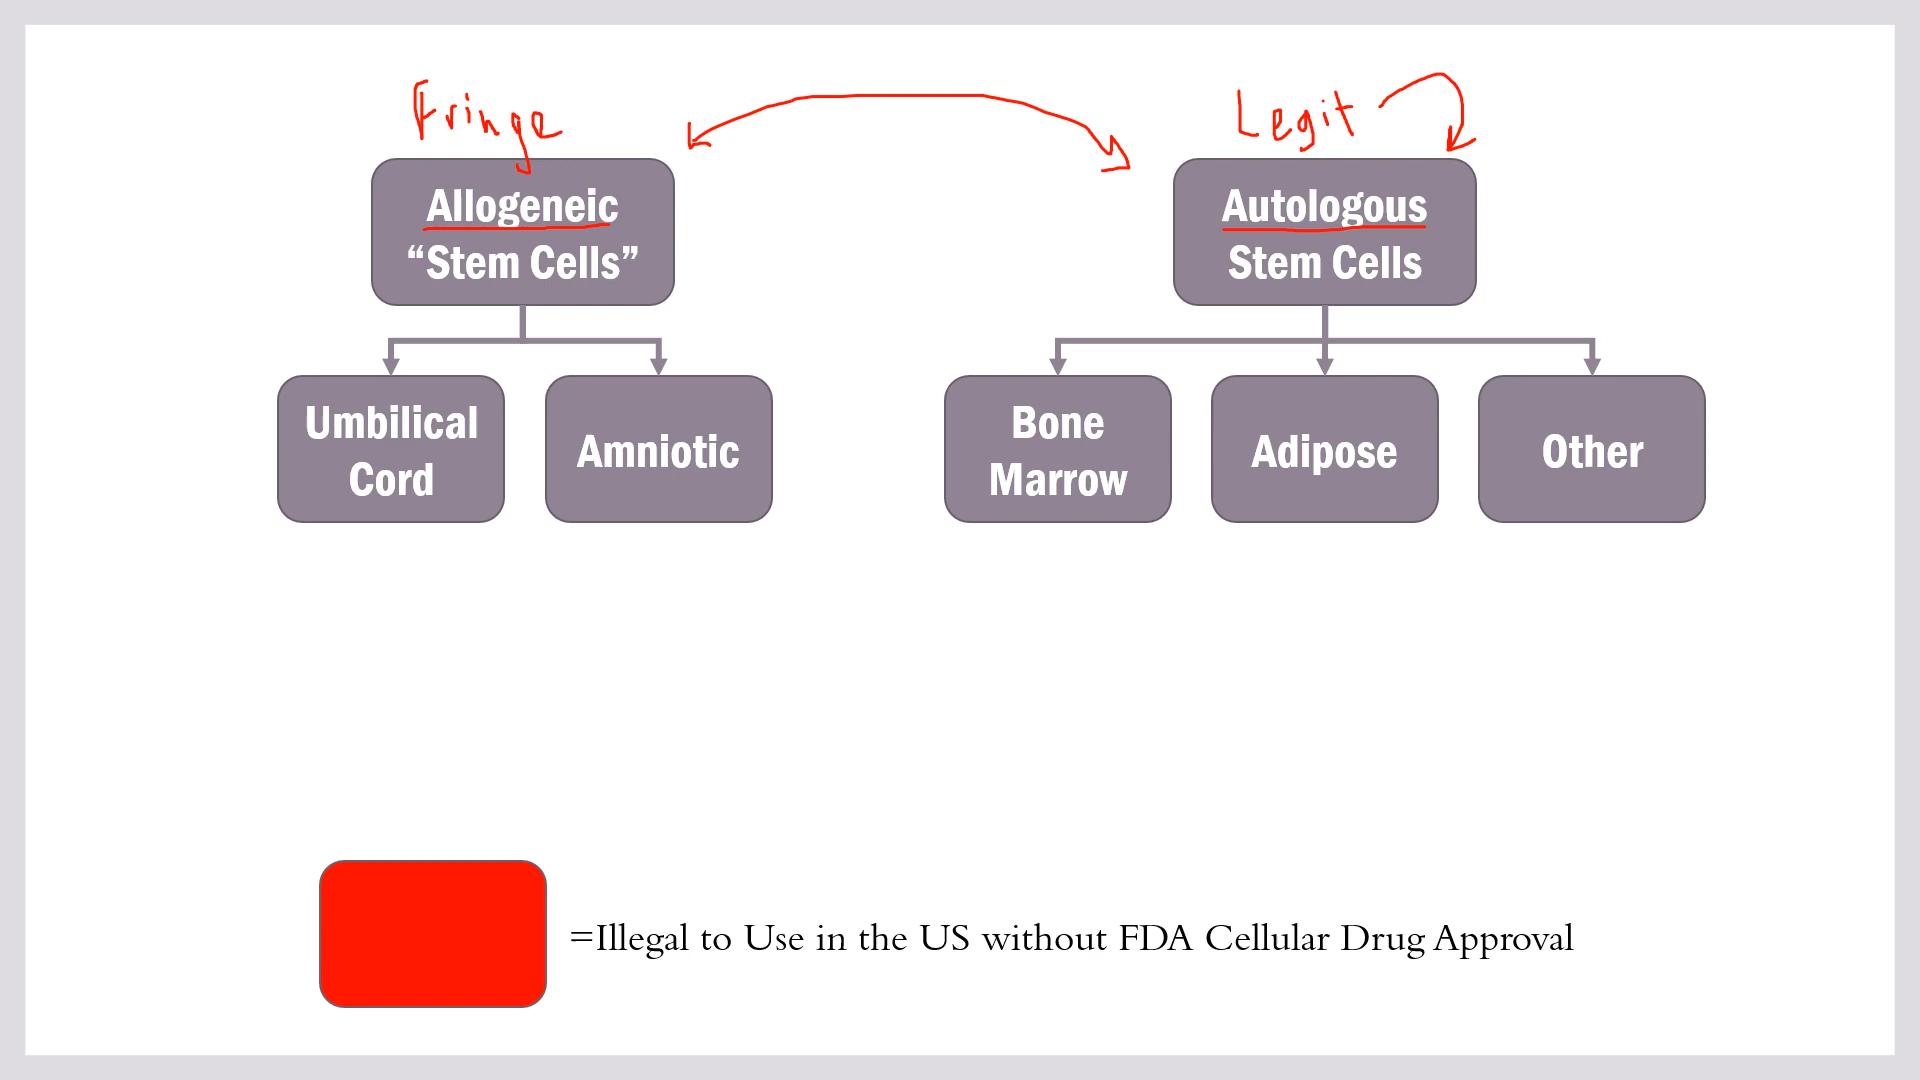 Fringe
Legit
Allogeneic
“Stem Cells”
Autologous
Stem Cells
Umbilical
Cord
Amniotic
Bone
Marrow
Adipose
Other
=Illegal to Use in the US without FDA Cellular Drug Approval